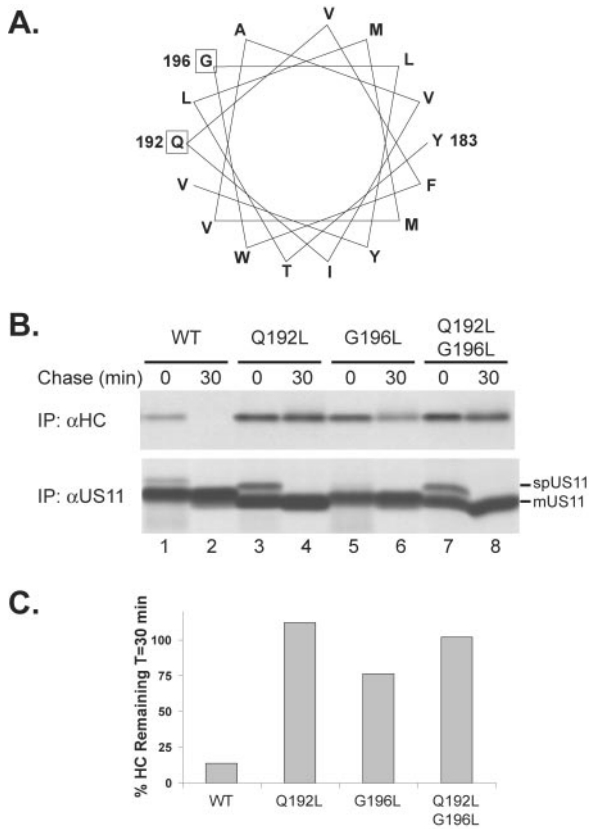 A.
V
A M
196 G L
L V
192 Q Y 183
V F
V M
W Y
T I
B.
WT Q192L G196L Q192L G196L
Chase (min) 0 30 0 30 0 30 0 30
IP: αHC
IP: αUS11 spUS11 mUS11
1 2 3 4 5 6 7 8
C.
% HC Remaining T=30 min
100
75
50
25
0
WT Q192L G196L Q192L
G196L